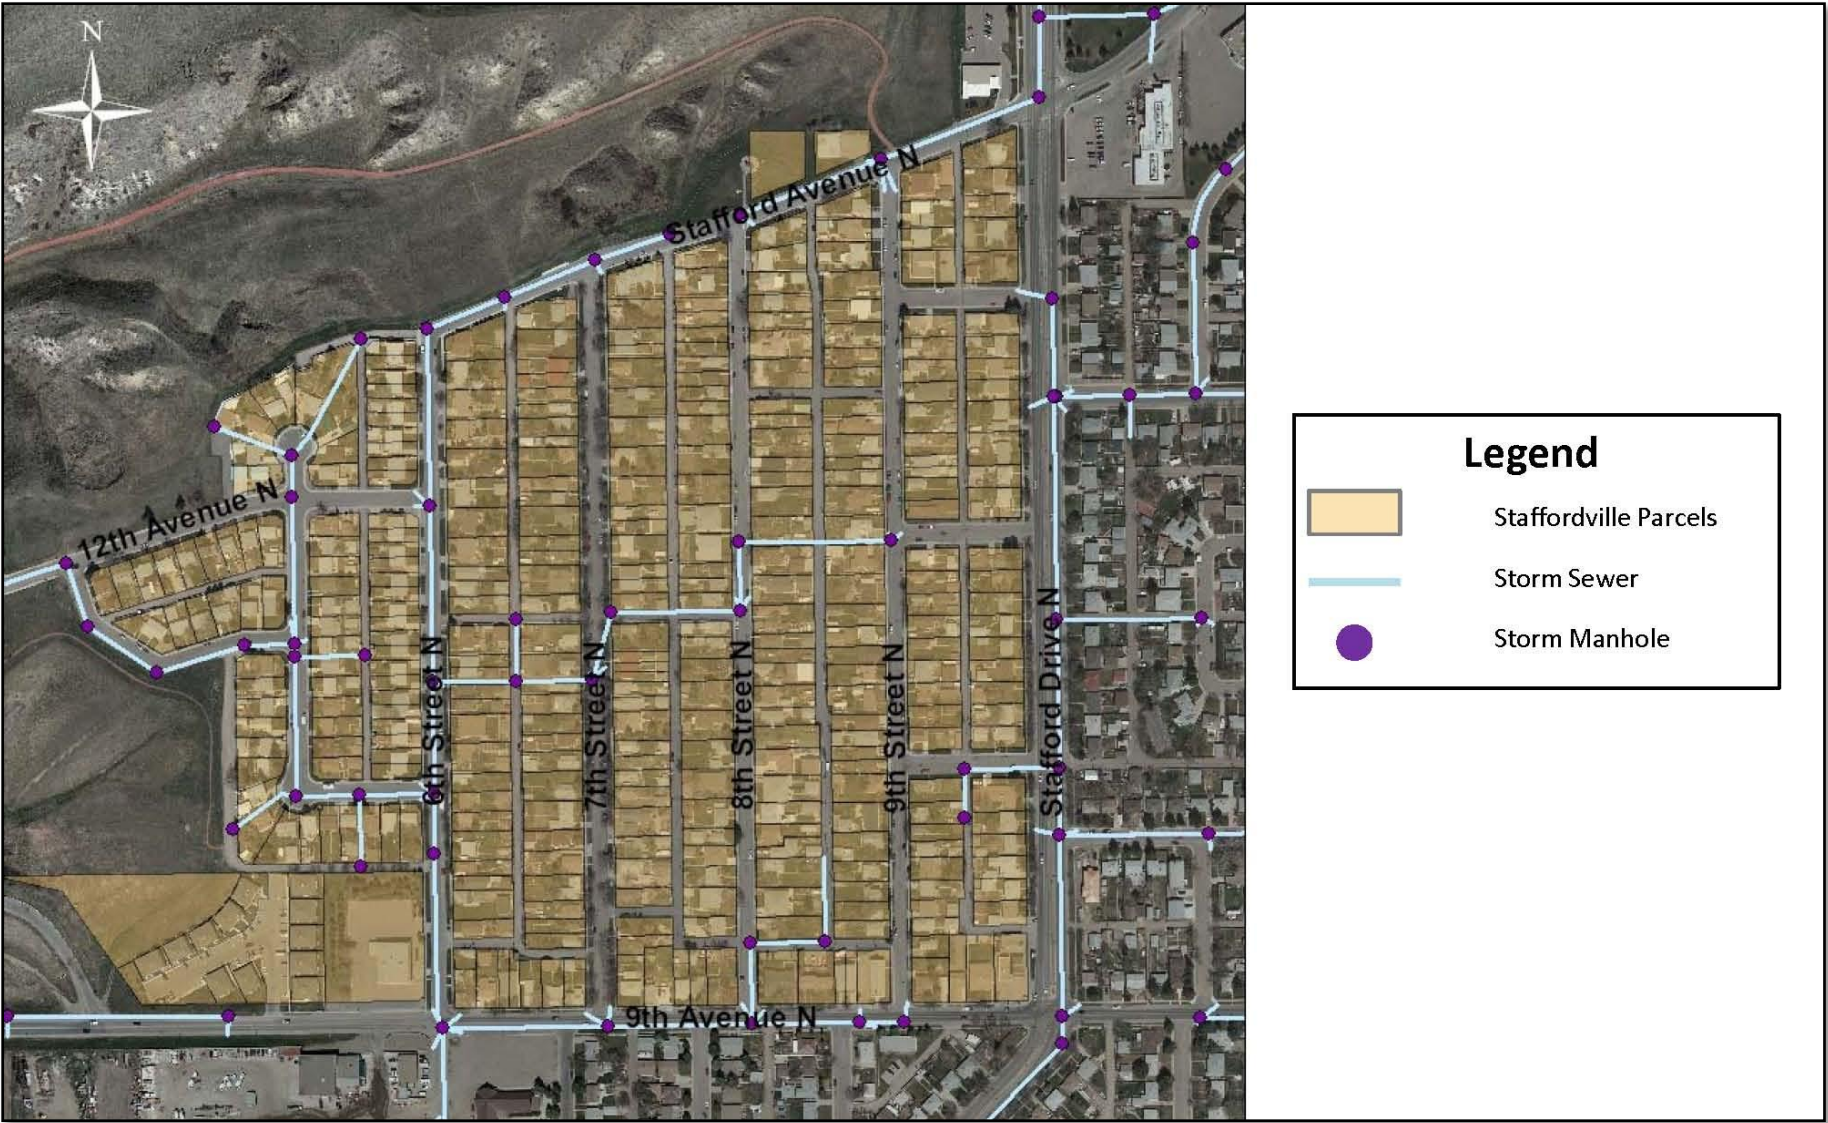 N
Stafford Avenue N
12th Avenue N
6th Street N
7th Street N
8th Street N
9th Street N
Stafford Drive N
9th Avenue N
Legend
Staffordville Parcels
Storm Sewer
Storm Manhole